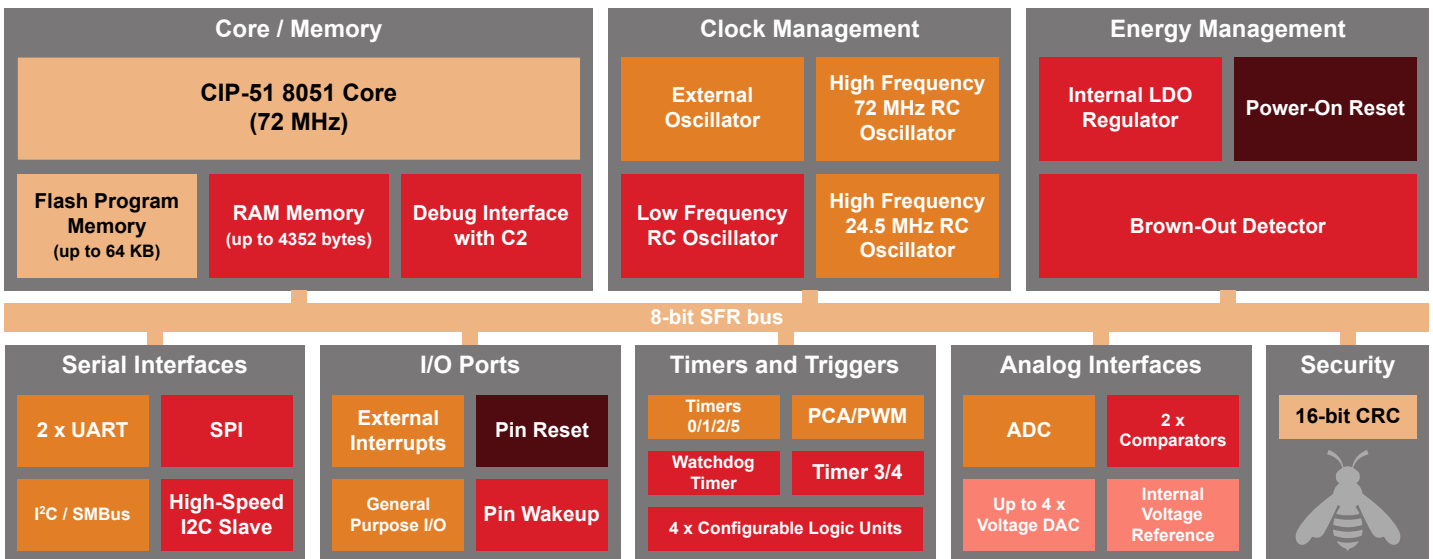 Core / Memory
CIP-51 8051 Core
(72 MHz)
Flash Program
Memory
(up to 64 KB)
RAM Memory
(up to 4352 bytes)
Debug Interface
with C2
Clock Management
External
Oscillator
High Frequency
72 MHz RC
Oscillator
Low Frequency
RC Oscillator
High Frequency
24.5 MHz RC
Oscillator
Energy Management
Internal LDO
Regulator
Power-On Reset
Brown-Out Detector
8-bit SFR bus
Serial Interfaces
2 x UART
SPI
I²C / SMBus
High-Speed
I2C Slave
I/O Ports
External
Interrupts
Pin Reset
General
Purpose I/O
Pin Wakeup
Timers and Triggers
Timers
0/1/2/5
PCA/PWM
Watchdog
Timer
Timer 3/4
4 x Configurable Logic Units
Analog Interfaces
ADC
2 x
Comparators
Up to 4 x
Voltage DAC
Internal
Voltage
Reference
Security
16-bit CRC